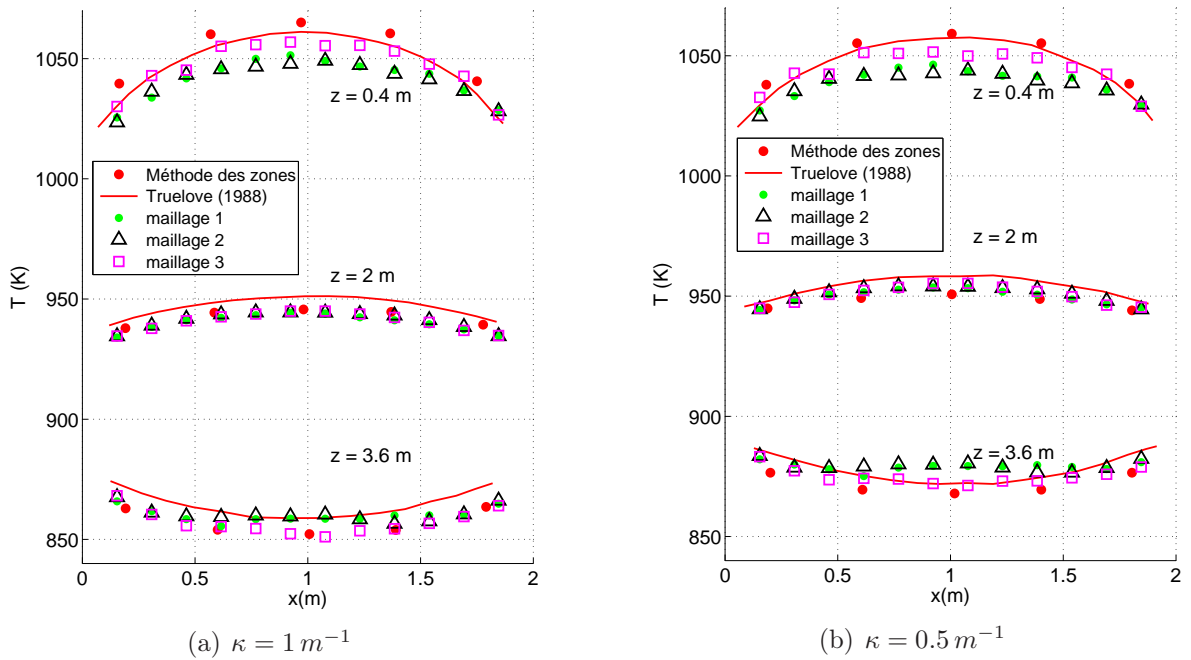 1050
1000
950
900
850
T (K)
0
0.5
1
1.5
2
x(m)
z = 0.4 m
Méthode des zones
Truelove (1988)
maillage 1
maillage 2
maillage 3
z = 2 m
z = 3.6 m
(a) κ = 1 m⁻¹
1050
1000
950
900
850
T (K)
0
0.5
1
1.5
2
x(m)
z = 0.4 m
Méthode des zones
Truelove (1988)
maillage 1
maillage 2
maillage 3
z = 2 m
z = 3.6 m
(b) κ = 0.5 m⁻¹